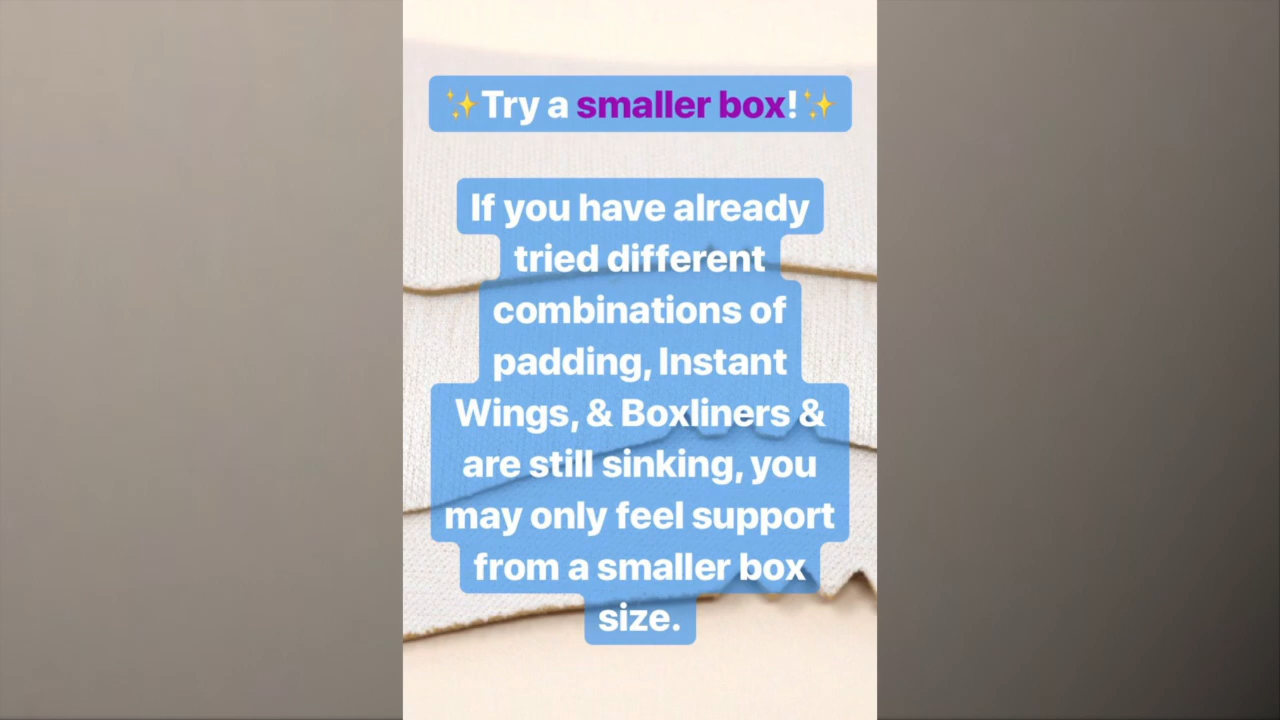 ✨Try a smaller box!✨
If you have already
tried different
combinations of
padding, Instant
Wings, & Boxliners &
are still sinking, you
may only feel support
from a smaller box
size.